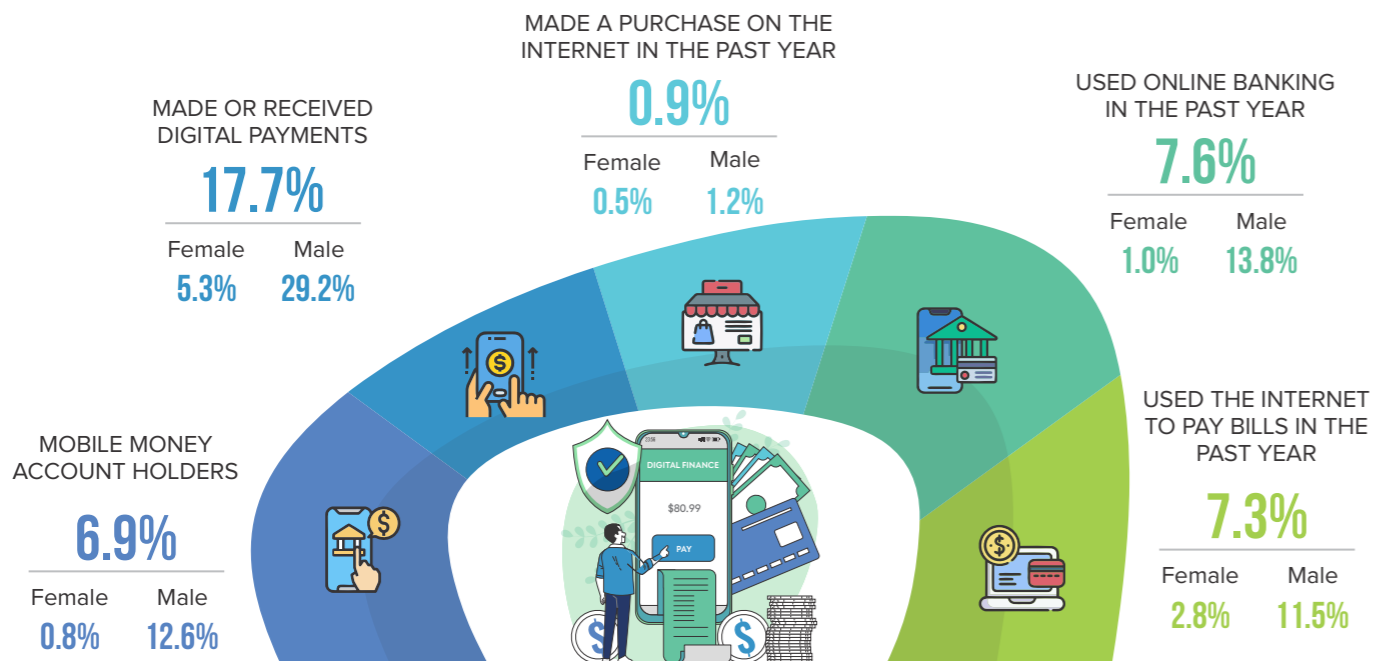 MADE A PURCHASE ON THE
INTERNET IN THE PAST YEAR
0.9%
Female Male
0.5% 1.2%
MADE OR RECEIVED
DIGITAL PAYMENTS
17.7%
Female Male
5.3% 29.2%
USED ONLINE BANKING
IN THE PAST YEAR
7.6%
Female Male
1.0% 13.8%
MOBILE MONEY
ACCOUNT HOLDERS
6.9%
Female Male
0.8% 12.6%
USED THE INTERNET
TO PAY BILLS IN THE
PAST YEAR
7.3%
Female Male
2.8% 11.5%
DIGITAL FINANCE
$80.99
PAY
$
$
$
$
$